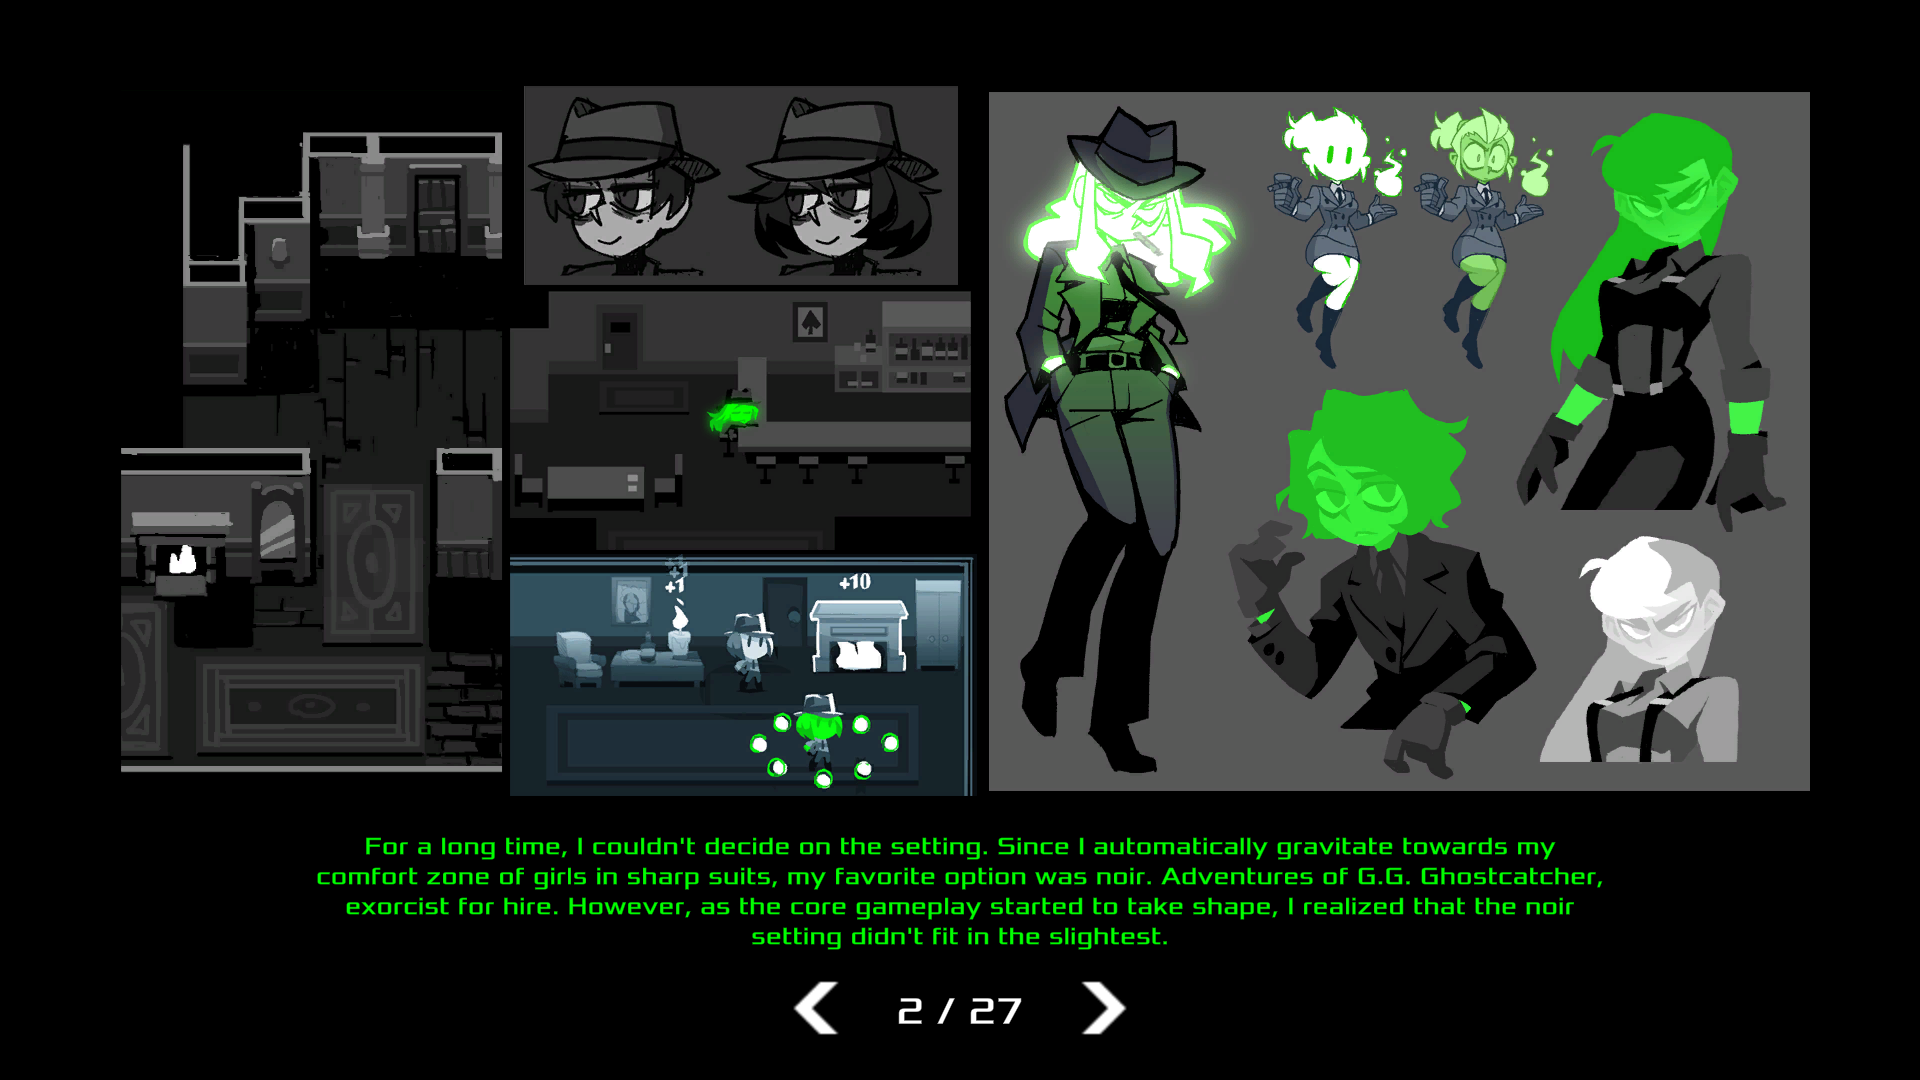 +1
+1
+10
For a long time, I couldn't decide on the setting. Since I automatically gravitate towards my
comfort zone of girls in sharp suits, my favorite option was noir. Adventures of G.G. Ghostcatcher,
exorcist for hire. However, as the core gameplay started to take shape, I realized that the noir
setting didn't fit in the slightest.
2 / 27